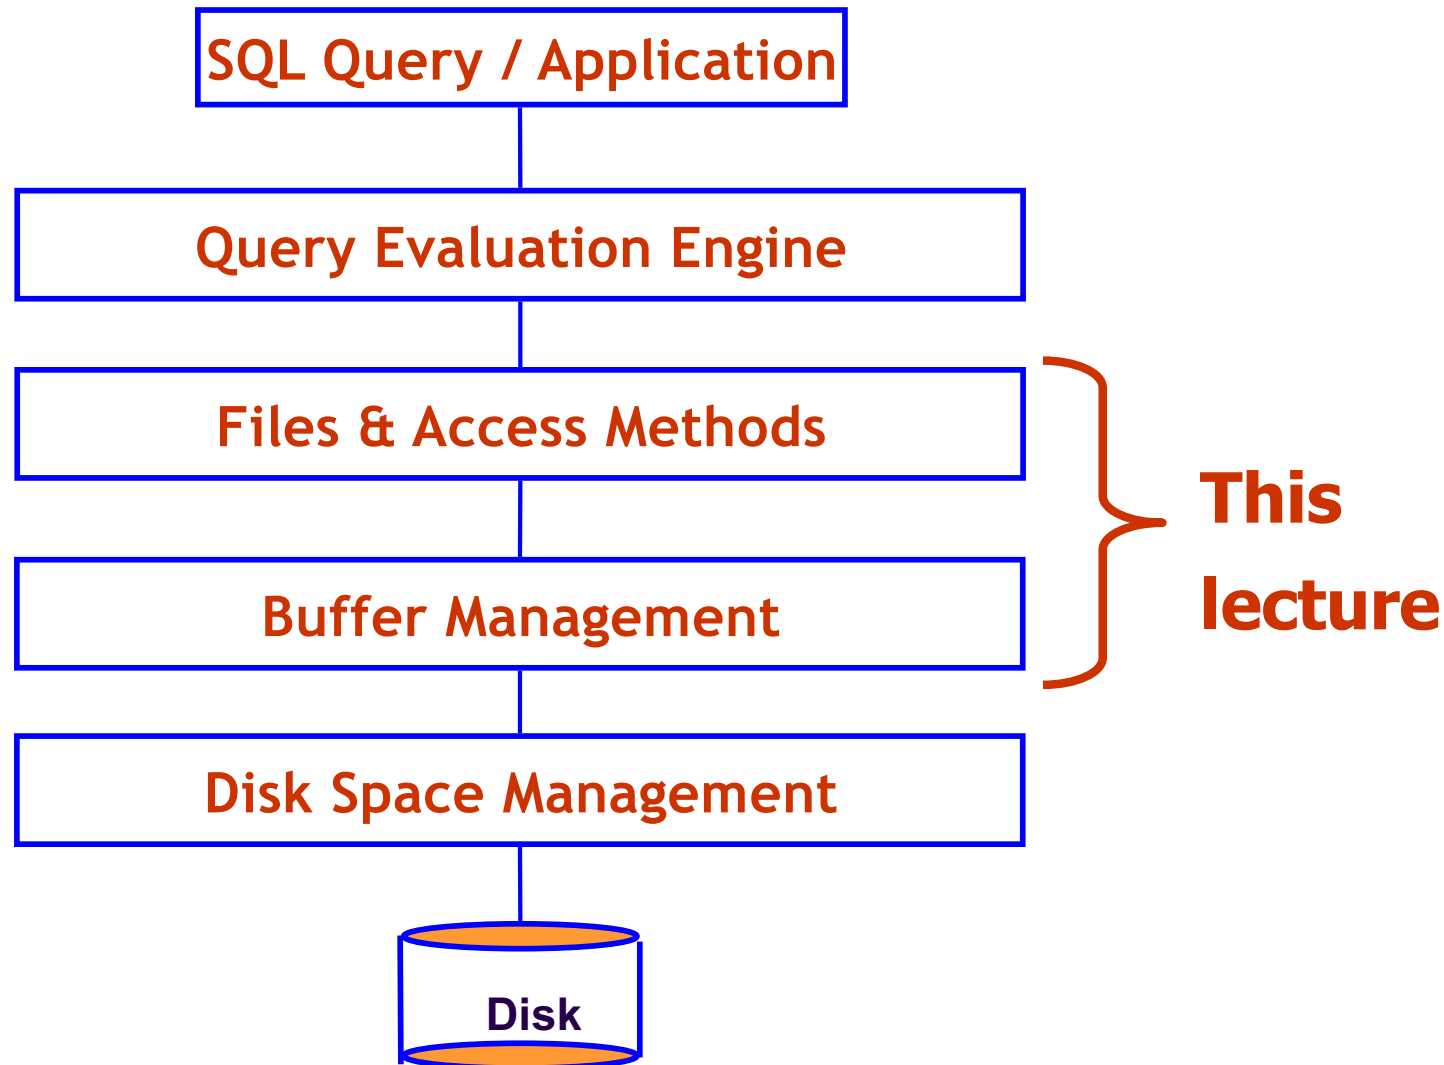 SQL Query / Application
Query Evaluation Engine
Files & Access Methods
Buffer Management
Disk Space Management
Disk
This
lecture